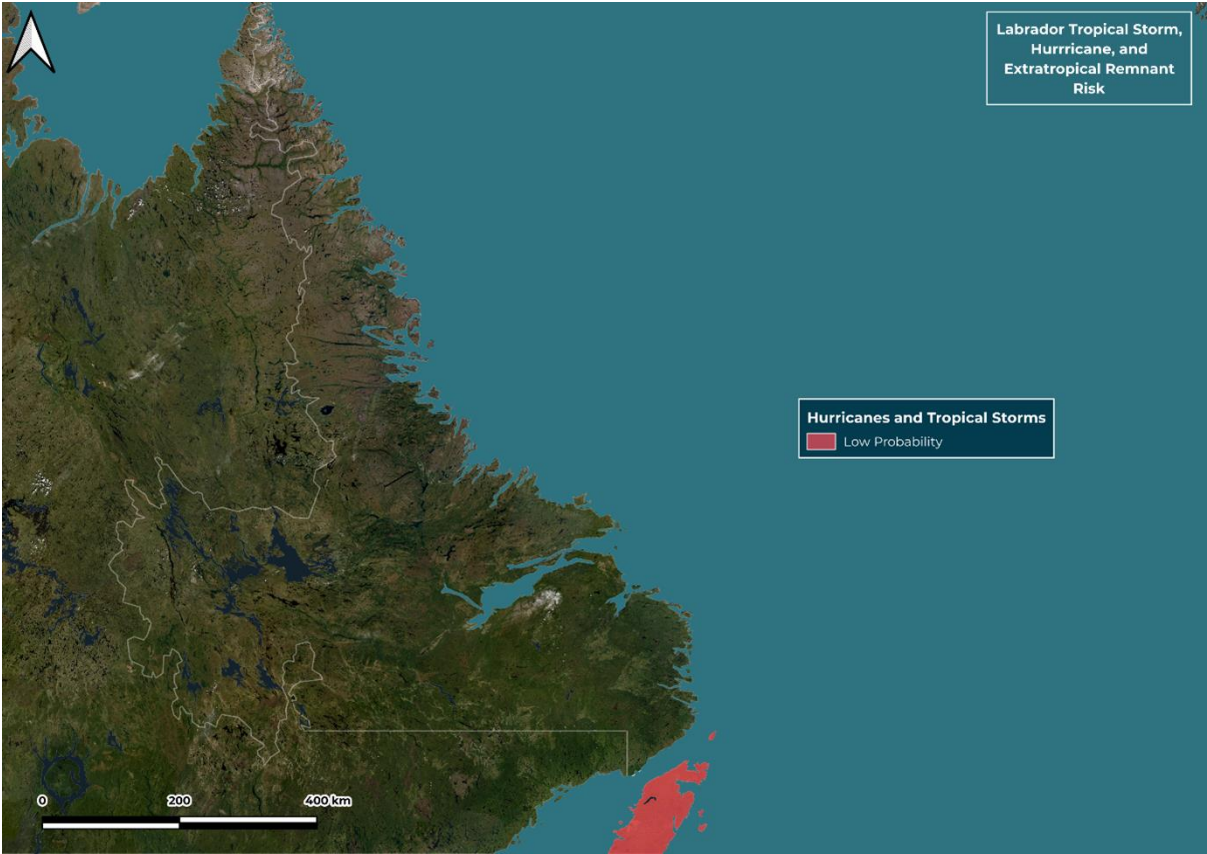 Labrador Tropical Storm,
Hurrricane, and
Extratropical Remnant
Risk
Hurricanes and Tropical Storms
Low Probability
0 200 400 km